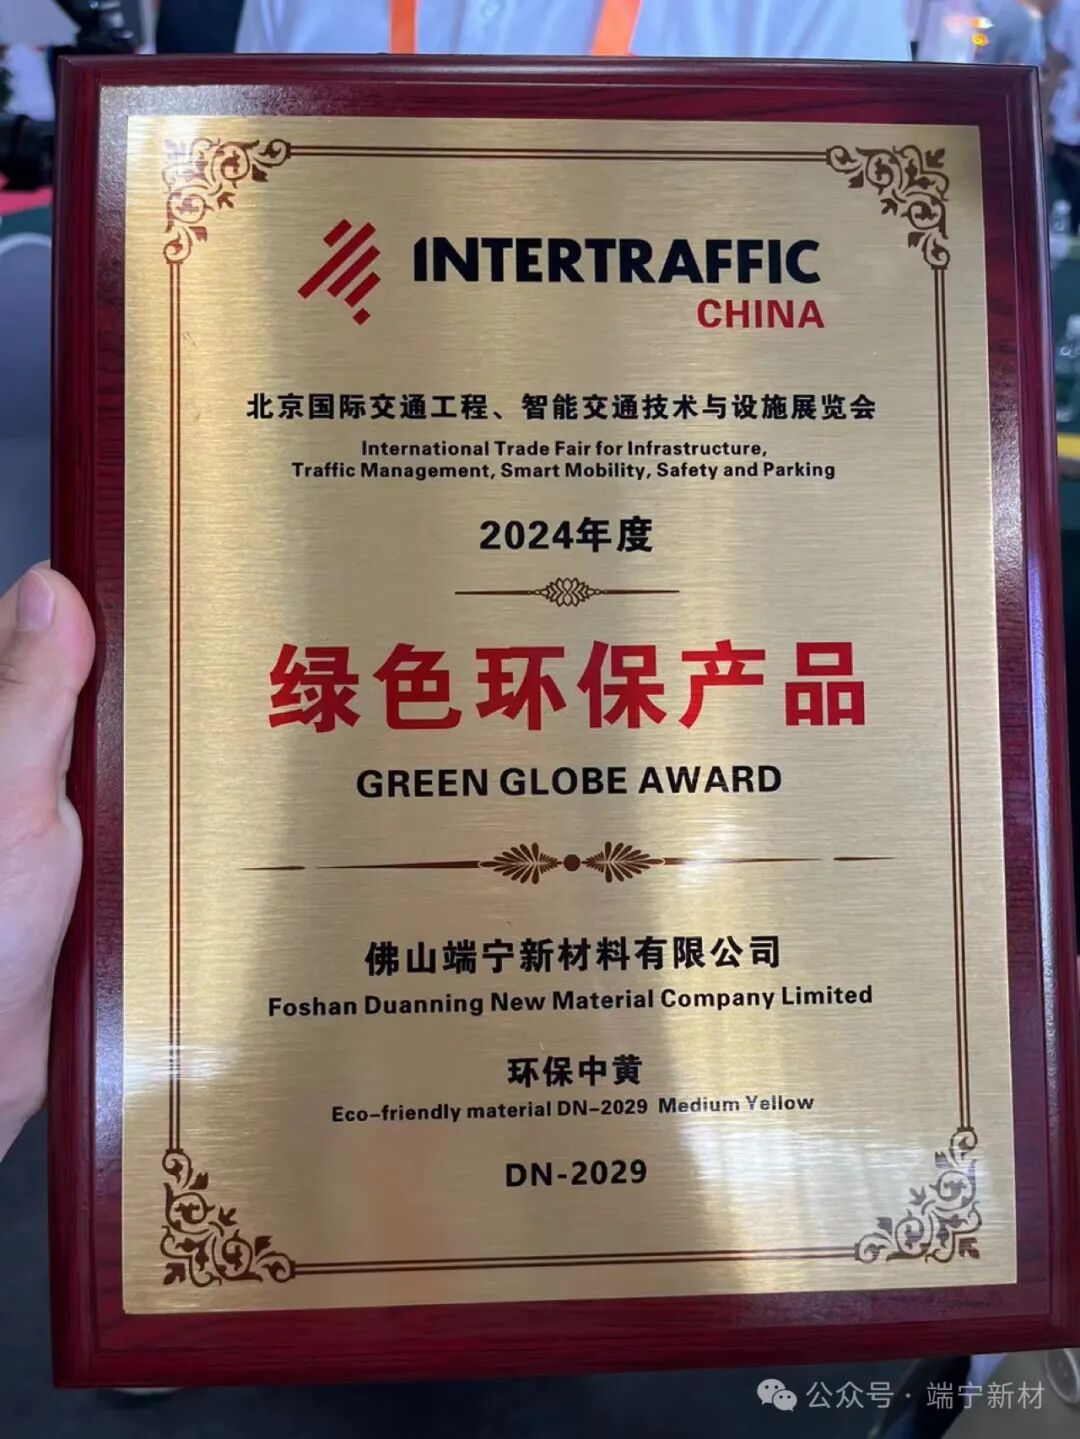 INTERTRAFFIC
CHINA
北京国际交通工程、智能交通技术与设施展览会
International Trade Fair for Infrastructure,
Traffic Management, Smart Mobility, Safety and Parking
2024年度
绿色环保产品
GREEN GLOBE AWARD
佛山端宁新材料有限公司
Foshan Duanning New Material Company Limited
环保中黄
Eco-friendly material DN-2029 Medium Yellow
DN-2029
公众号·端宁新材